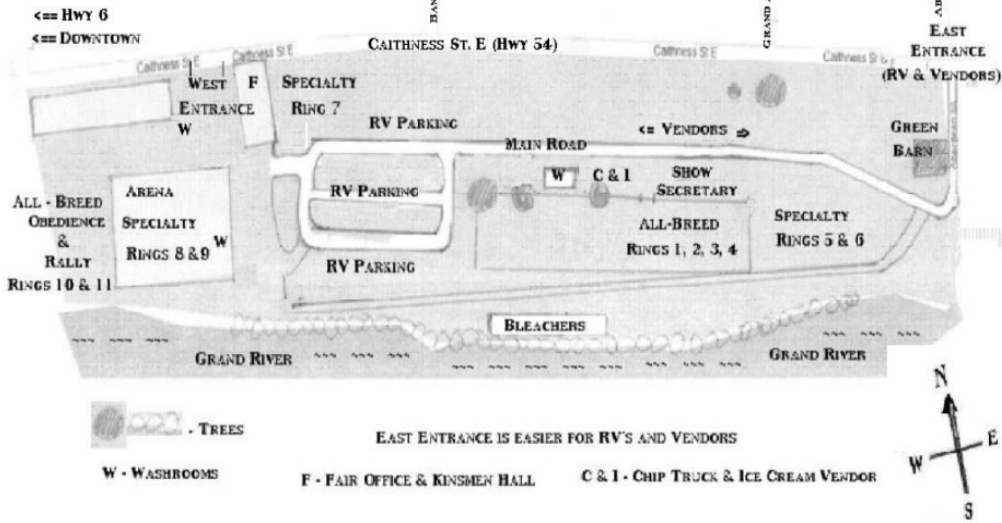 <== HWY 6
<== DOWNTOWN
CAITHNESS ST. E (HWY 54)
Caithness St E
Caithness St E
Caithness St E
EAST
ENTRANCE
(RV & VENDORS)
WEST
ENTRANCE
W
F
SPECIALTY
RING 7
RV PARKING
<= VENDORS =>
GREEN
BARN
MAIN ROAD
W
C & I
SHOW
SECRETARY
RV PARKING
ALL - BREED
OBEDIENCE
&
RALLY
RINGS 10 & 11
ARENA
SPECIALTY
RINGS 8 & 9
W
ALL-BREED
RINGS 1, 2, 3, 4
SPECIALTY
RINGS 5 & 6
RV PARKING
BLEACHERS
GRAND RIVER
GRAND RIVER
- TREES
EAST ENTRANCE IS EASIER FOR RV'S AND VENDORS
W - WASHROOMS
F - FAIR OFFICE & KINSMEN HALL
C & I - CHIP TRUCK & ICE CREAM VENDOR
N
W
E
S